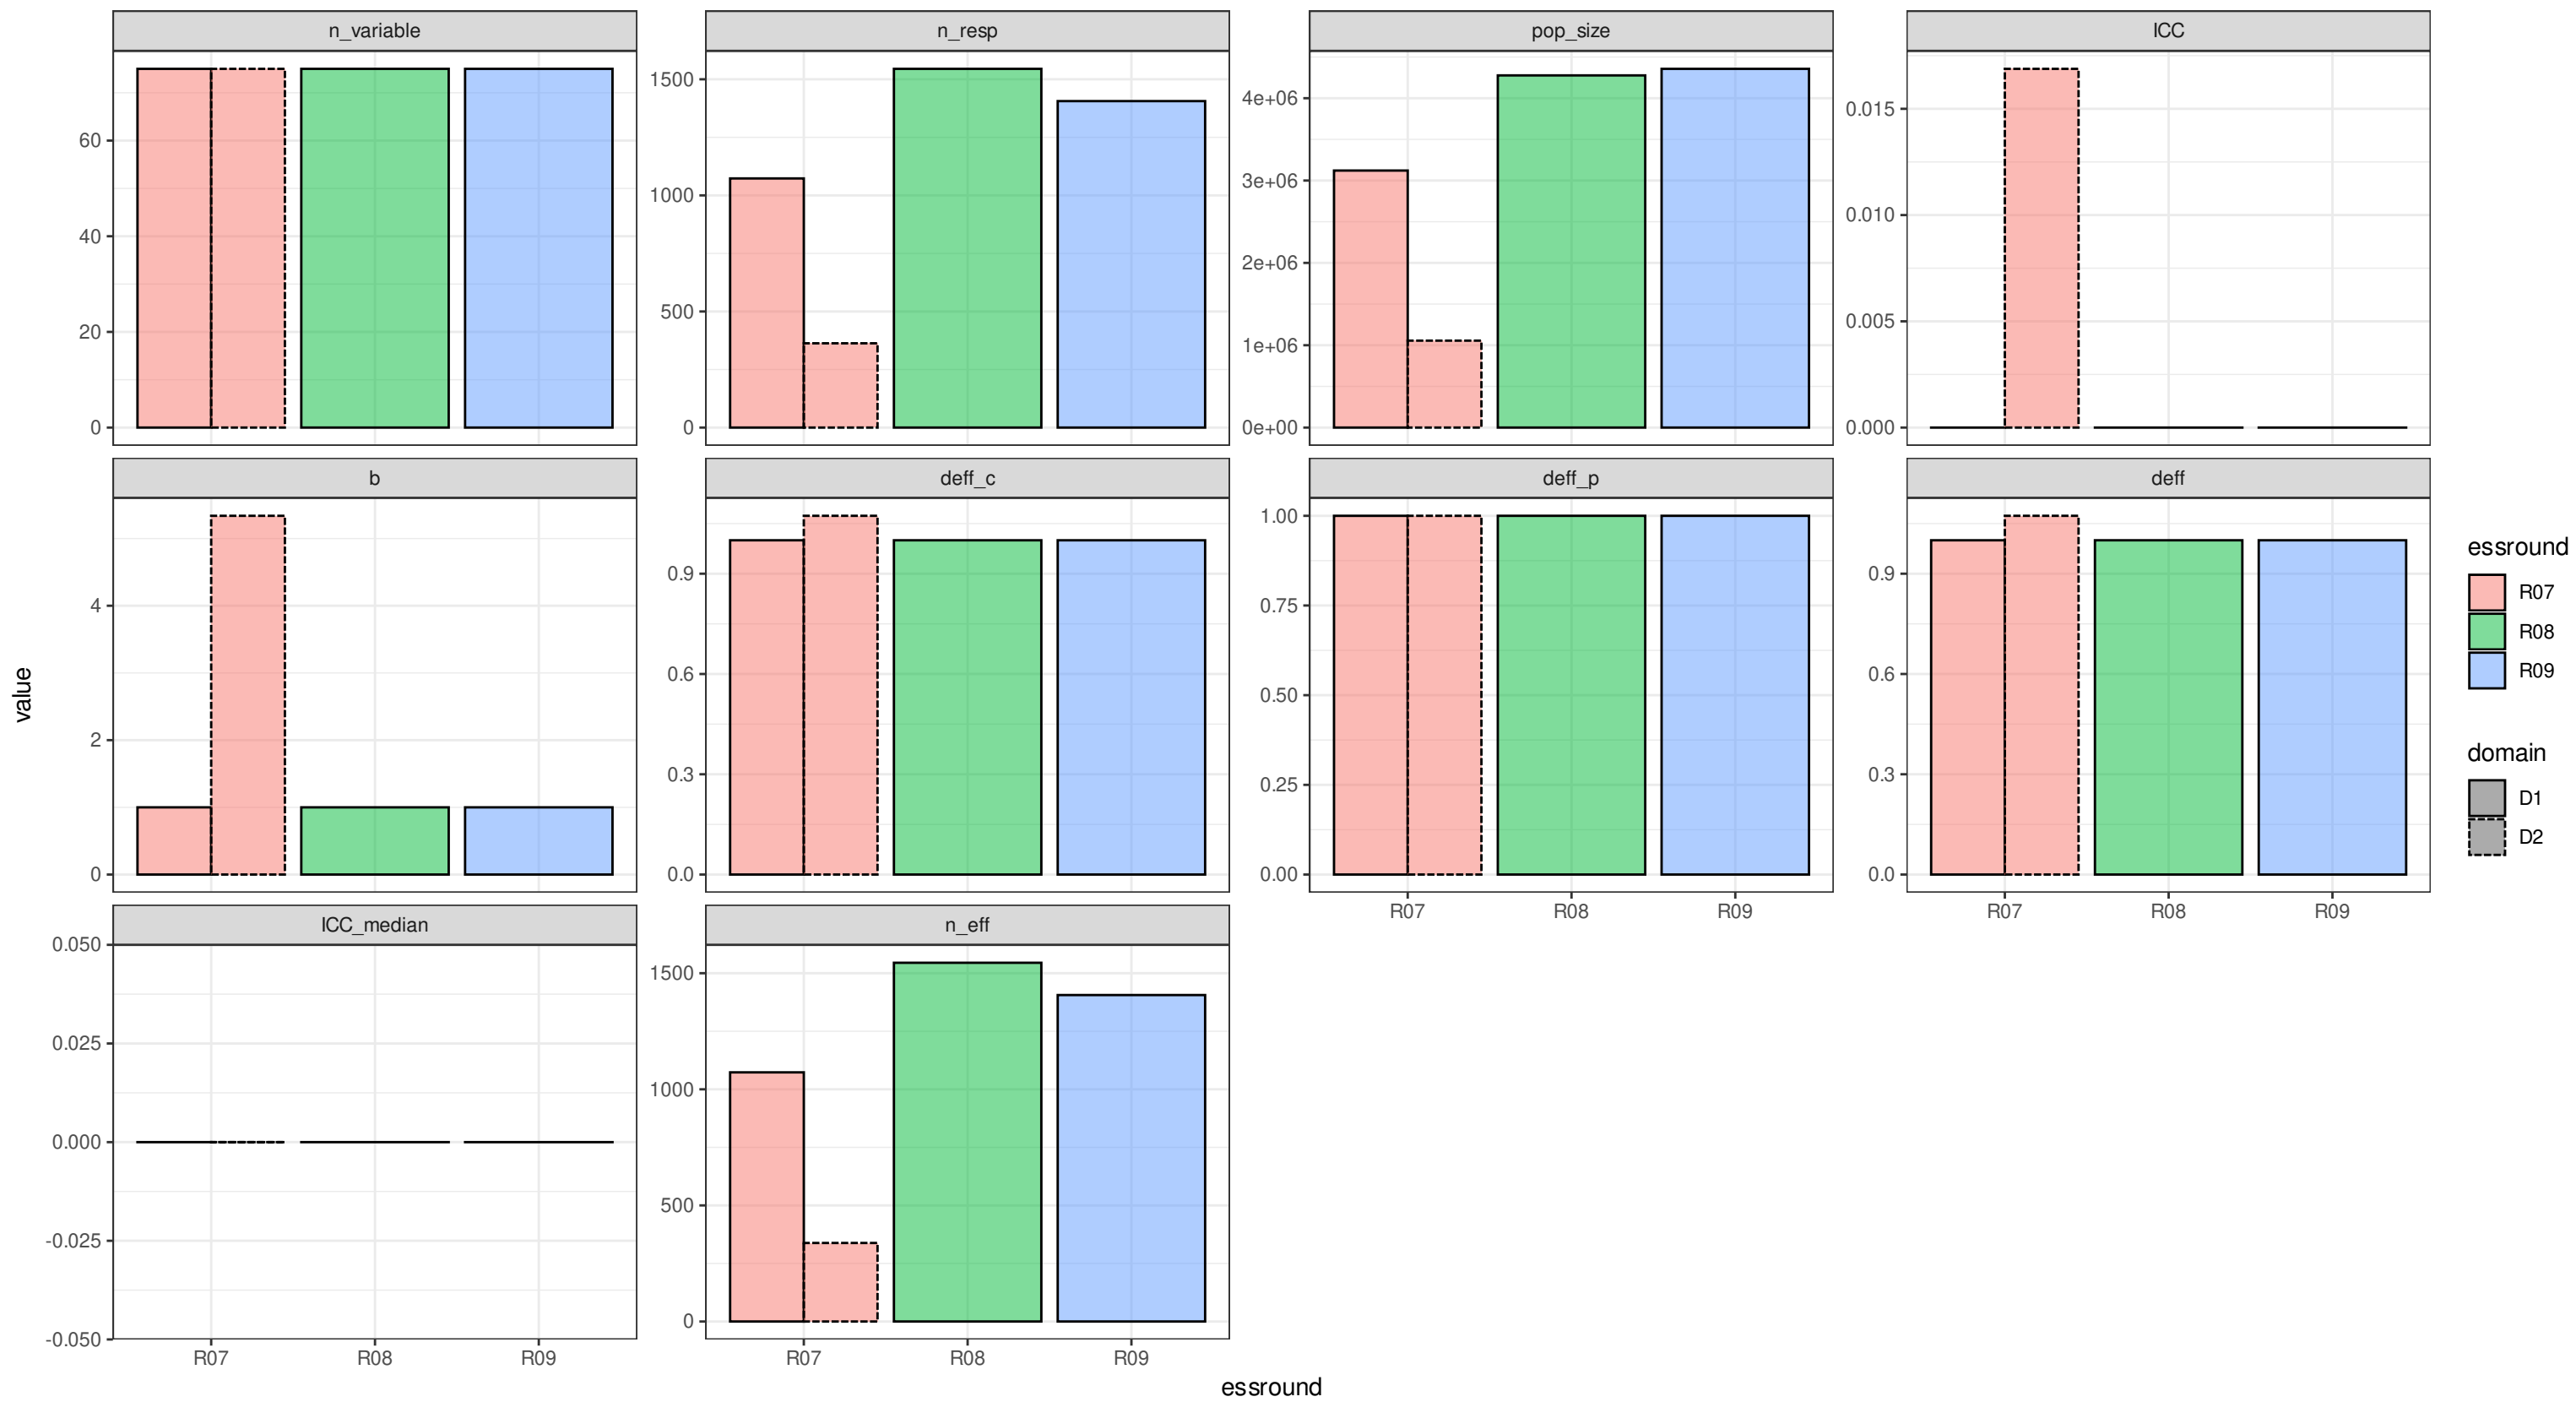 n_variable
n_resp
pop_size
ICC
60
40
20
0
1500
1000
500
0
4e+06
3e+06
2e+06
1e+06
0e+00
0.015
0.010
0.005
0.000
b
deff_c
deff_p
deff
4
2
0
0.9
0.6
0.3
0.0
1.00
0.75
0.50
0.25
0.00
0.9
0.6
0.3
0.0
R07 R08 R09
R07 R08 R09
ICC_median
n_eff
0.050
0.025
0.000
-0.025
-0.050
1500
1000
500
0
R07 R08 R09
R07 R08 R09
essround
value
essround
R07
R08
R09
domain
D1
D2